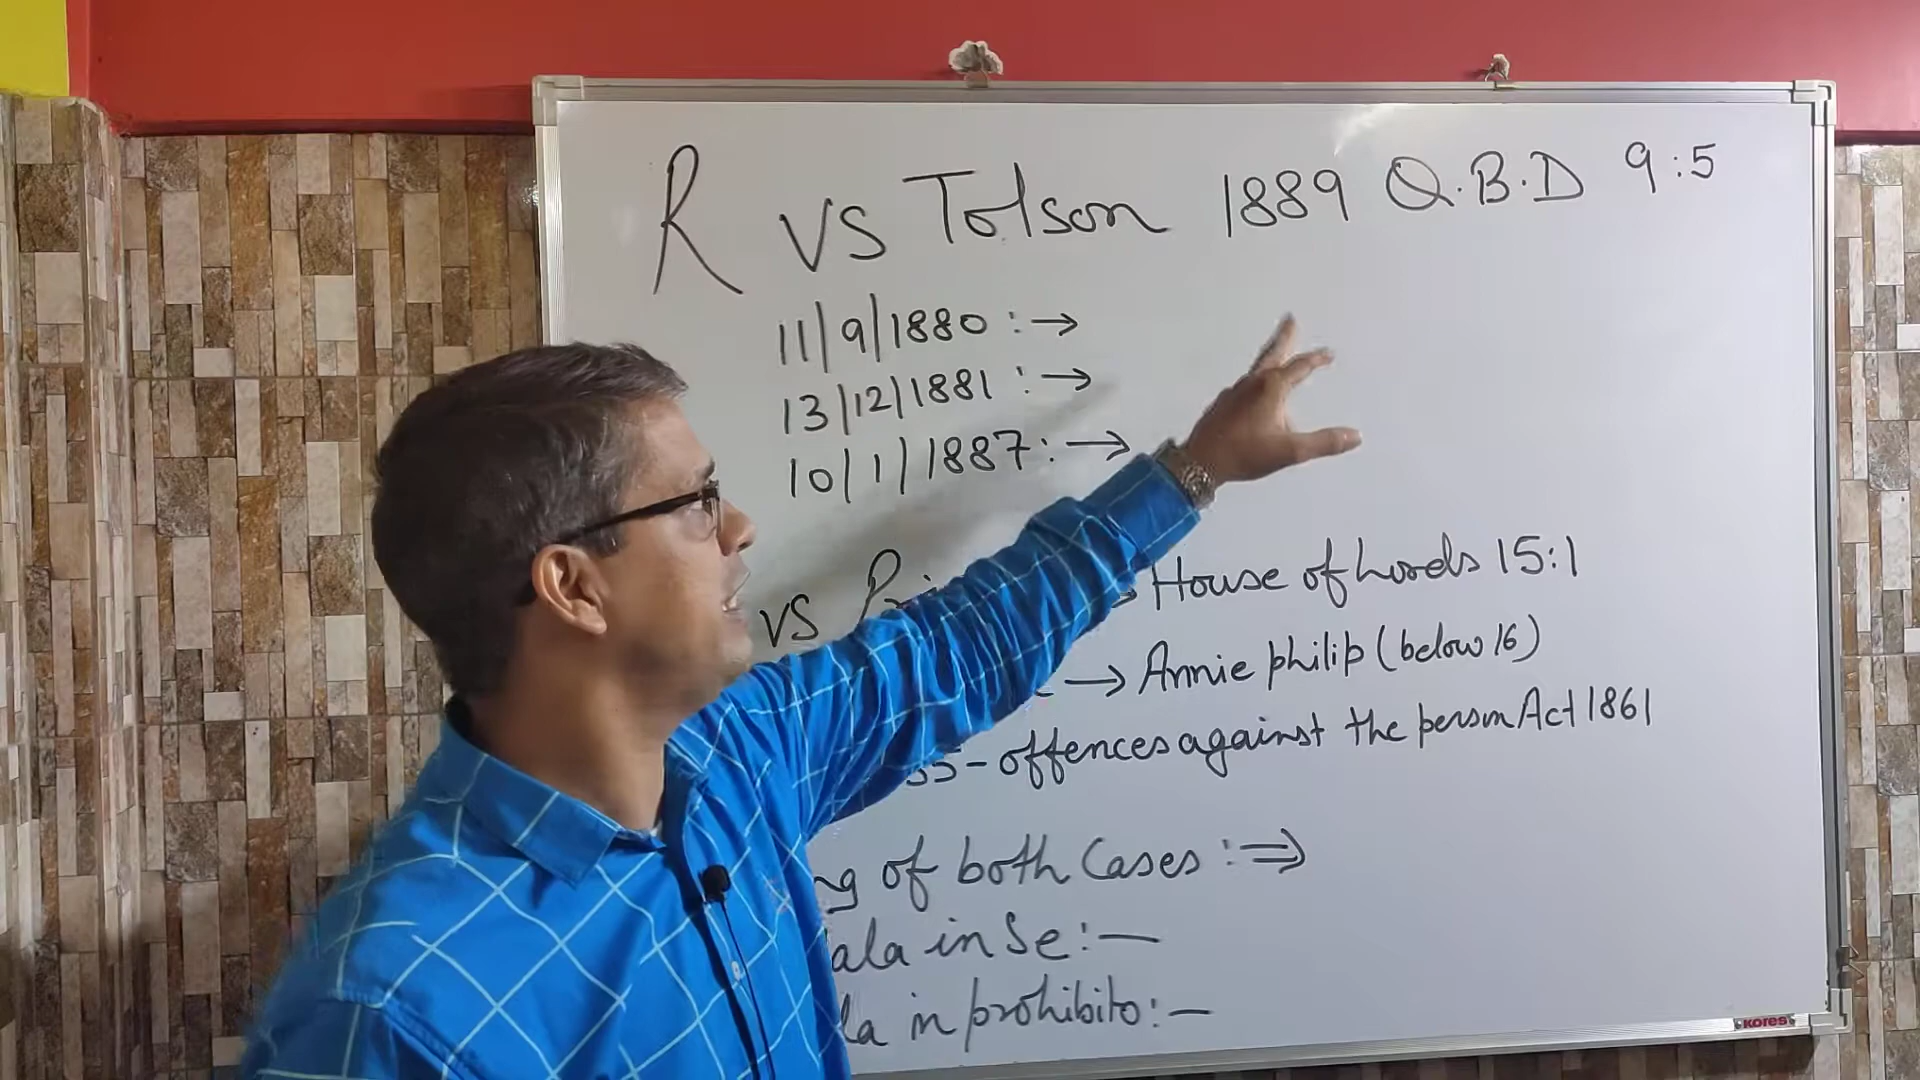 R vs Tolson 1889 Q.B.D 9:5
11/9/1880 :→
13/12/1881 :→
10/1/1887:→
vs → House of Lords 15:1
→ Annie philip (below 16)
55- offences against the person Act 1861
of both Cases :⇒
ala in Se:—
la in prohibito:—
KORES